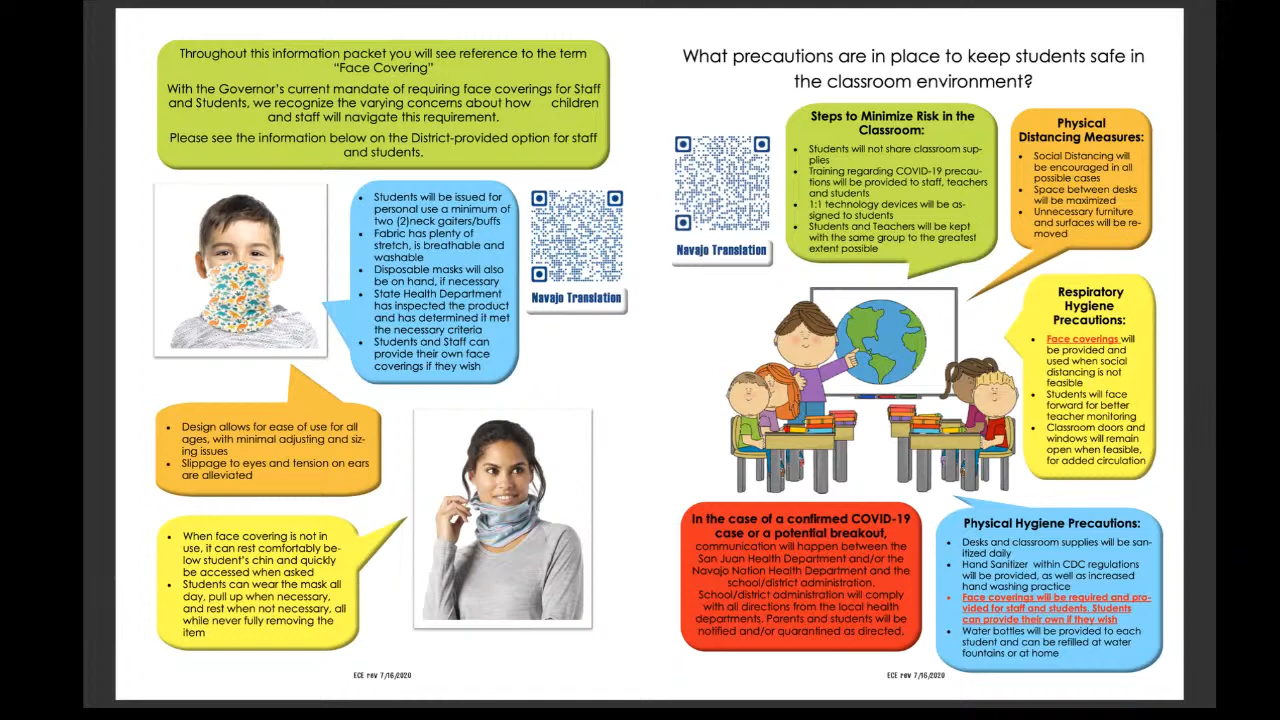 Throughout this information packet you will see reference to the term
“Face Covering”
With the Governor’s current mandate of requiring face coverings for Staff
and Students, we recognize the varying concerns about how children
and staff will navigate this requirement.
Please see the information below on the District-provided option for staff
and students.
• Students will be issued for
personal use a minimum of
two (2)neck gaiters/buffs
• Fabric has plenty of
stretch, is breathable and
washable
• Disposable masks will also
be on hand, if necessary
• State Health Department
has inspected the product
and has determined it met
the necessary criteria
• Students and Staff can
provide their own face
coverings if they wish
Navajo Translation
• Design allows for ease of use for all
ages, with minimal adjusting and siz-
ing issues
• Slippage to eyes and tension on ears
are alleviated
• When face covering is not in
use, it can rest comfortably be-
low student’s chin and quickly
be accessed when asked
• Students can wear the mask all
day, pull up when necessary,
and rest when not necessary, all
while never fully removing the
item
ECE rev 7/16/2020
What precautions are in place to keep students safe in
the classroom environment?
Navajo Translation
Steps to Minimize Risk in the
Classroom:
• Students will not share classroom sup-
plies
• Training regarding COVID-19 precau-
tions will be provided to staff, teachers
and students
• 1:1 technology devices will be as-
signed to students
• Students and Teachers will be kept
with the same group to the greatest
extent possible
Physical
Distancing Measures:
• Social Distancing will
be encouraged in all
possible cases
• Space between desks
will be maximized
• Unnecessary furniture
and surfaces will be re-
moved
Respiratory
Hygiene
Precautions:
• Face coverings will
be provided and
used when social
distancing is not
feasible
• Students will face
forward for better
teacher monitoring
• Classroom doors and
windows will remain
open when feasible,
for added circulation
In the case of a confirmed COVID-19
case or a potential breakout,
communication will happen between the
San Juan Health Department and/or the
Navajo Nation Health Department and the
school/district administration.
School/district administration will comply
with all directions from the local health
departments. Parents and students will be
notified and/or quarantined as directed.
Physical Hygiene Precautions:
• Desks and classroom supplies will be san-
itized daily
• Hand Sanitizer within CDC regulations
will be provided, as well as increased
hand washing practice
• Face coverings will be required and pro-
vided for staff and students. Students
can provide their own if they wish
• Water bottles will be provided to each
student and can be refilled at water
fountains or at home
ECE rev 7/16/2020